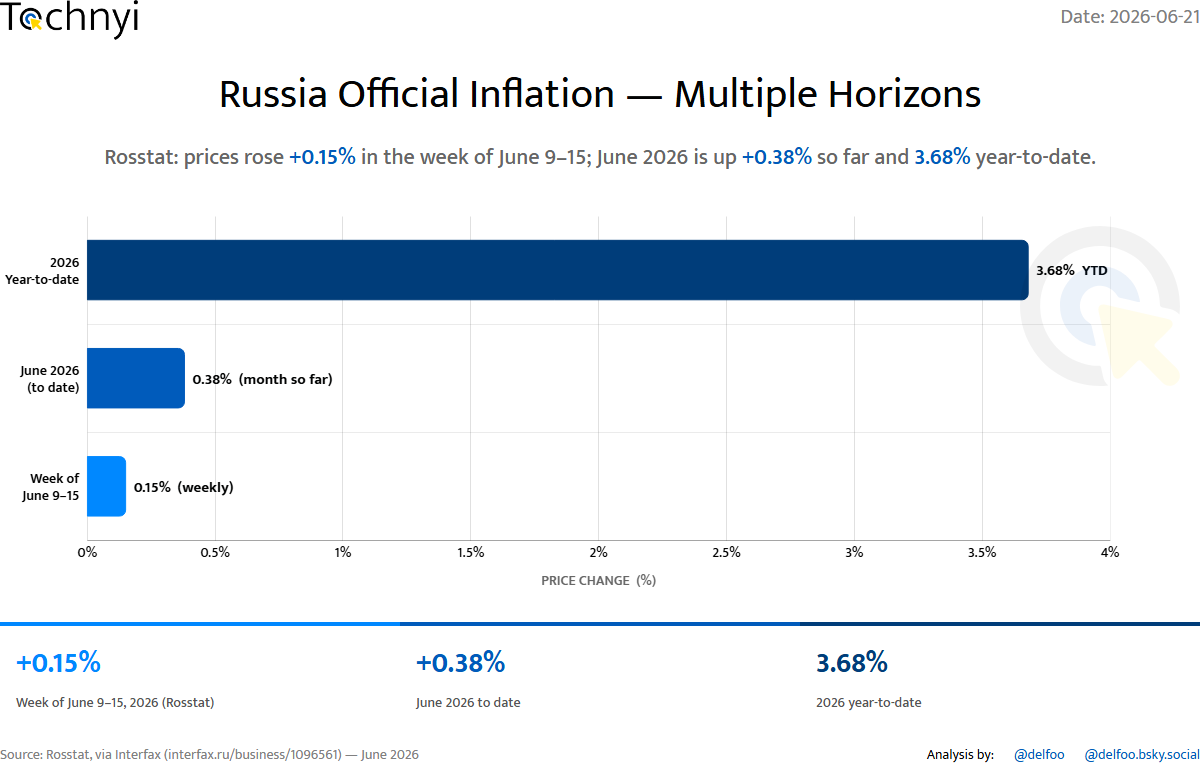 Technyi
Date: 2026-06-21
Russia Official Inflation — Multiple Horizons
Rosstat: prices rose +0.15% in the week of June 9–15; June 2026 is up +0.38% so far and 3.68% year-to-date.
2026
Year-to-date
3.68% YTD
June 2026
(to date)
0.38% (month so far)
Week of
June 9–15
0.15% (weekly)
0% 0.5% 1% 1.5% 2% 2.5% 3% 3.5% 4%
PRICE CHANGE (%)
+0.15%
Week of June 9–15, 2026 (Rosstat)
+0.38%
June 2026 to date
3.68%
2026 year-to-date
Source: Rosstat, via Interfax (interfax.ru/business/1096561) — June 2026
Analysis by: @delfoo @delfoo.bsky.social